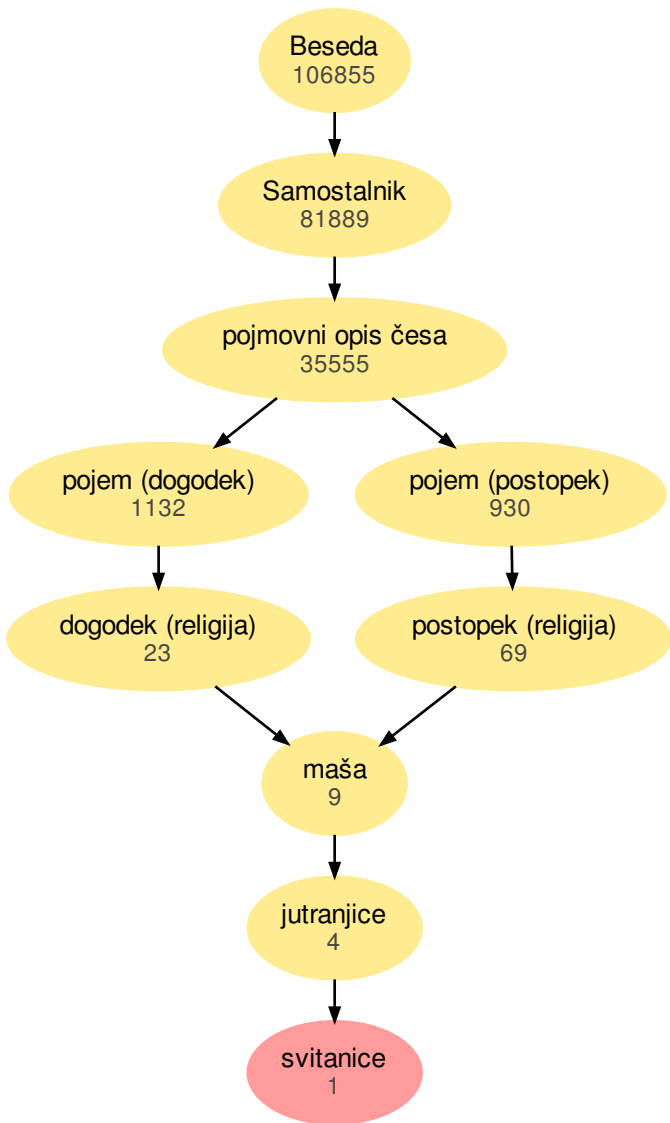 Beseda
106855
Samostalnik
81889
pojmovni opis česa
35555
pojem (dogodek)
1132
pojem (postopek)
930
dogodek (religija)
23
postopek (religija)
69
maša
9
jutranjice
4
svitanice
1